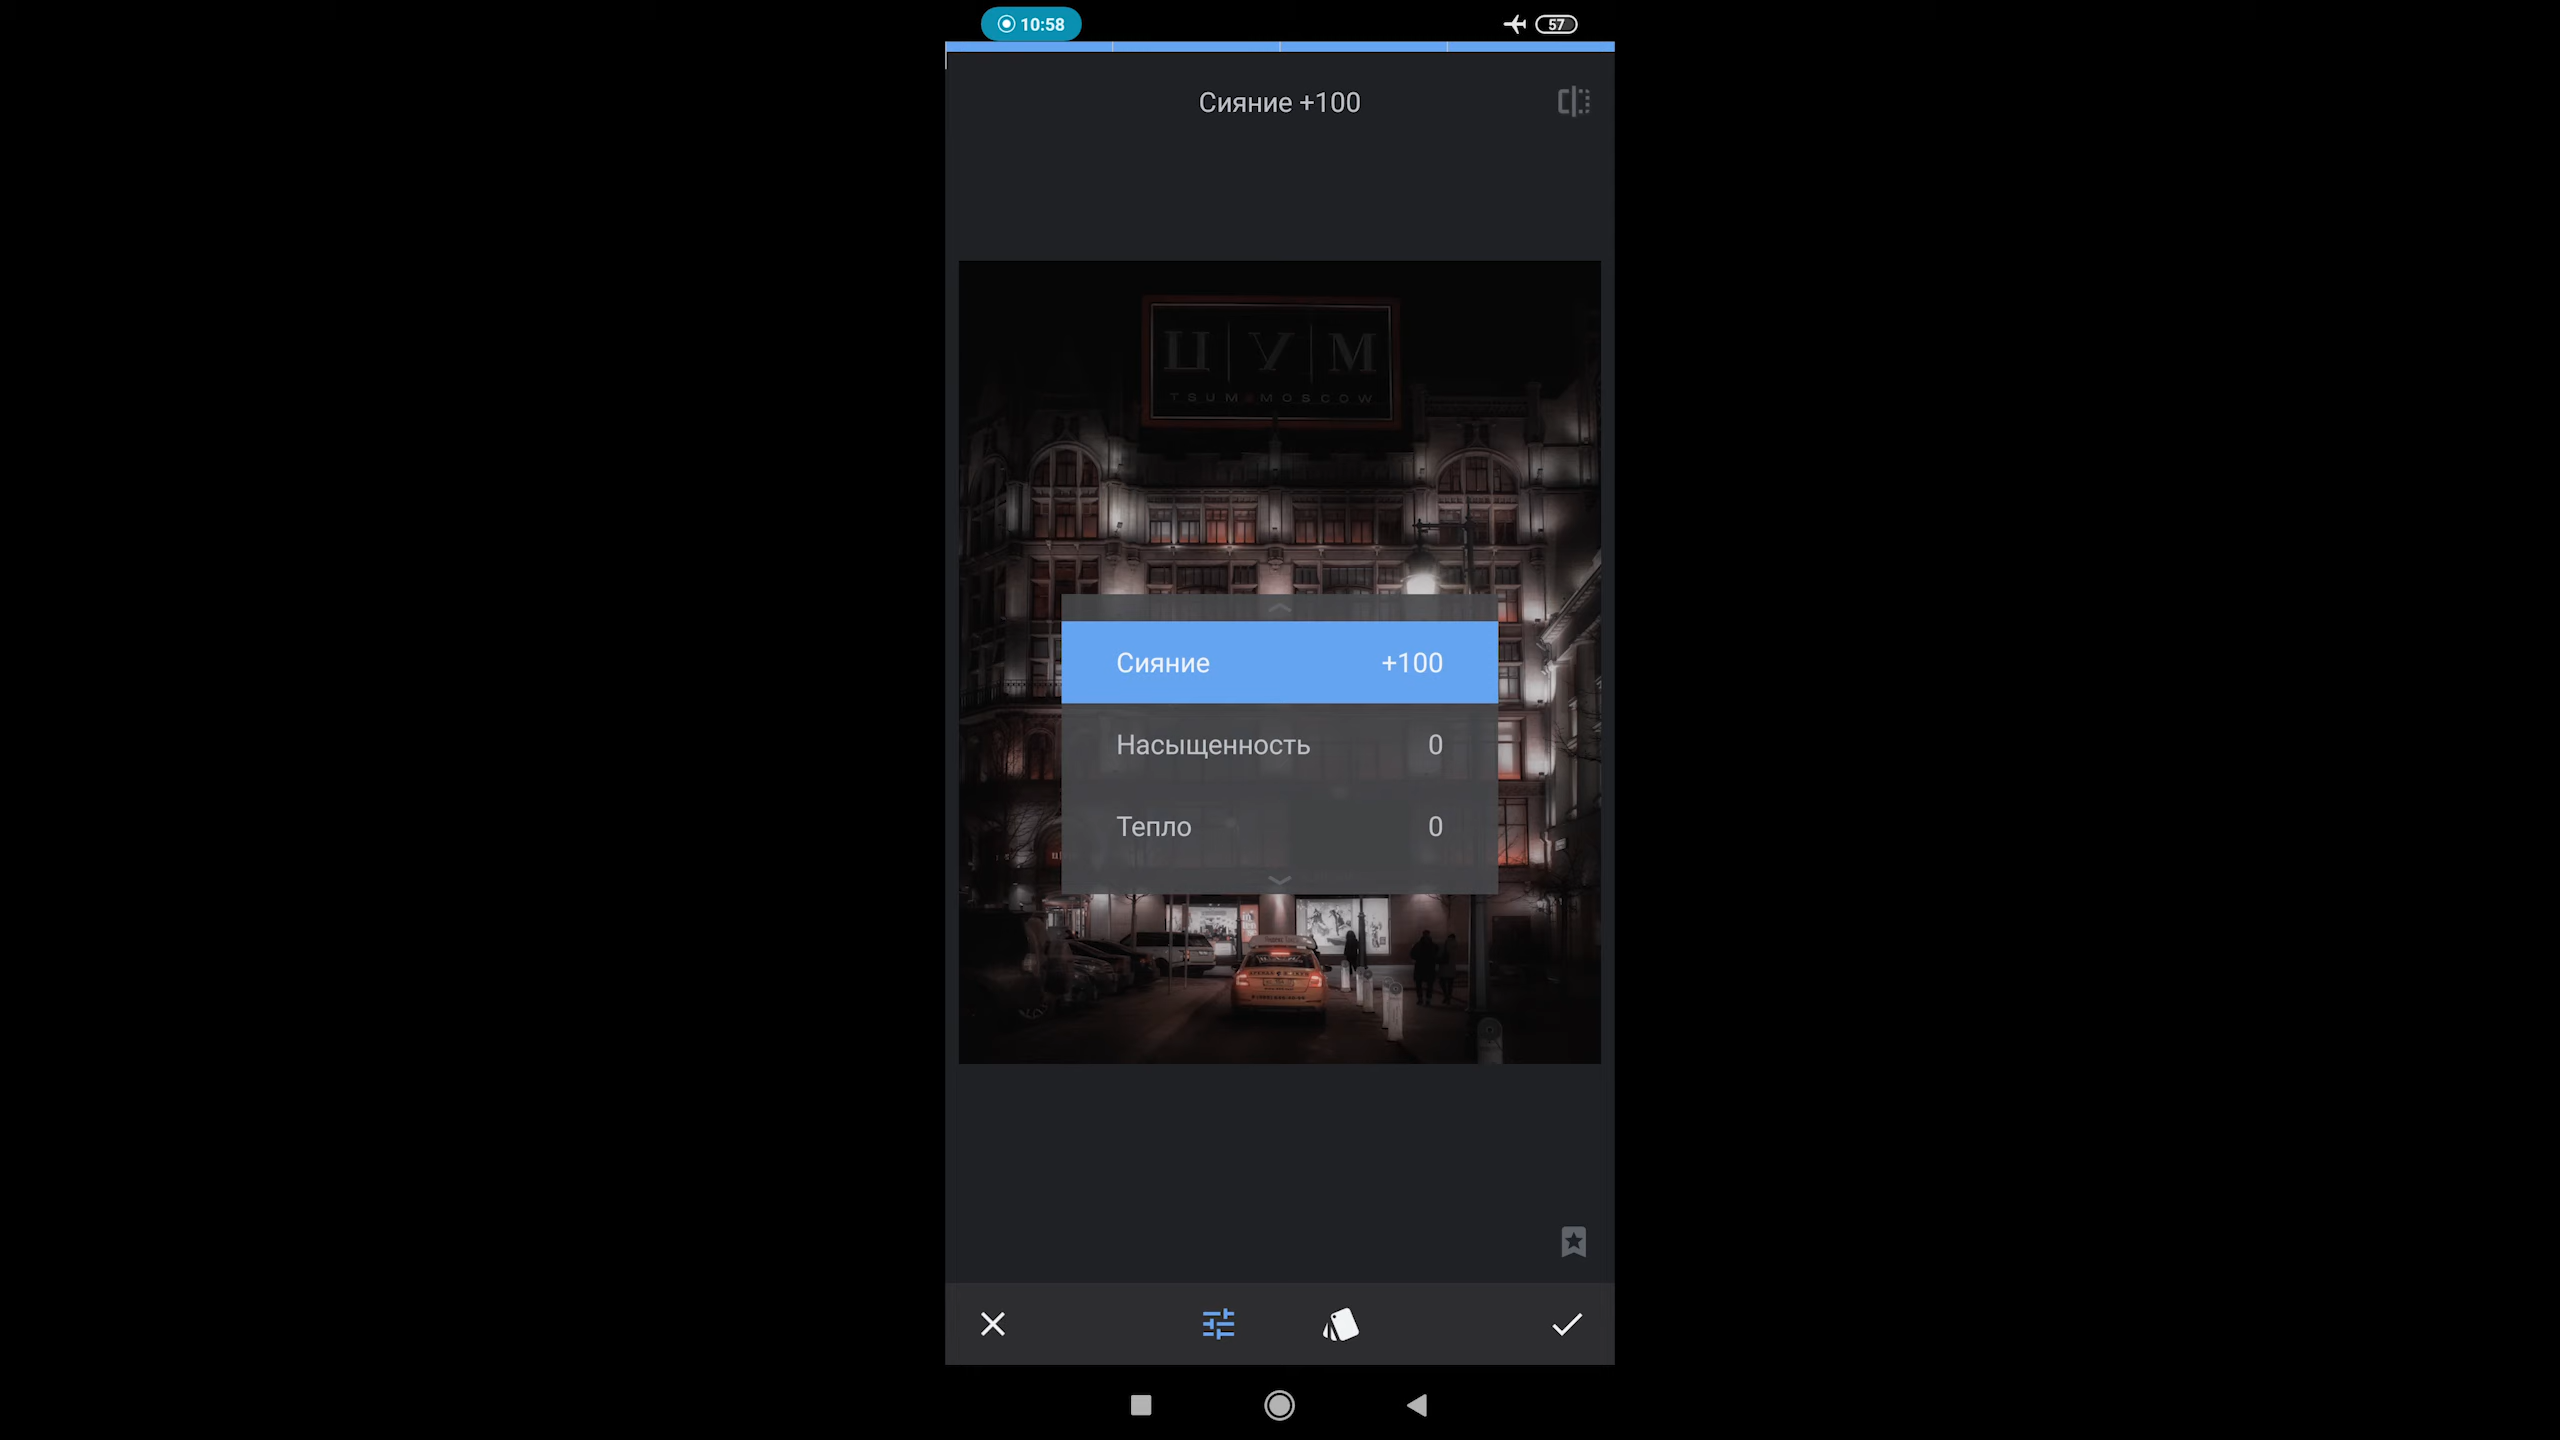 10:58
57
Сияние +100
Ц|У|М
TSUM MOSCOW
Сияние +100
Насыщенность 0
Тепло 0